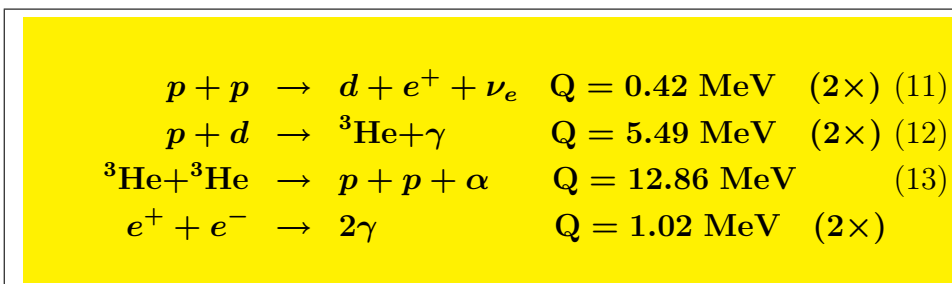 p + p → d + e⁺ + νₑ Q = 0.42 MeV (2×) (11)
p + d → ³He+γ Q = 5.49 MeV (2×) (12)
³He+³He → p + p + α Q = 12.86 MeV (13)
e⁺ + e⁻ → 2γ Q = 1.02 MeV (2×)